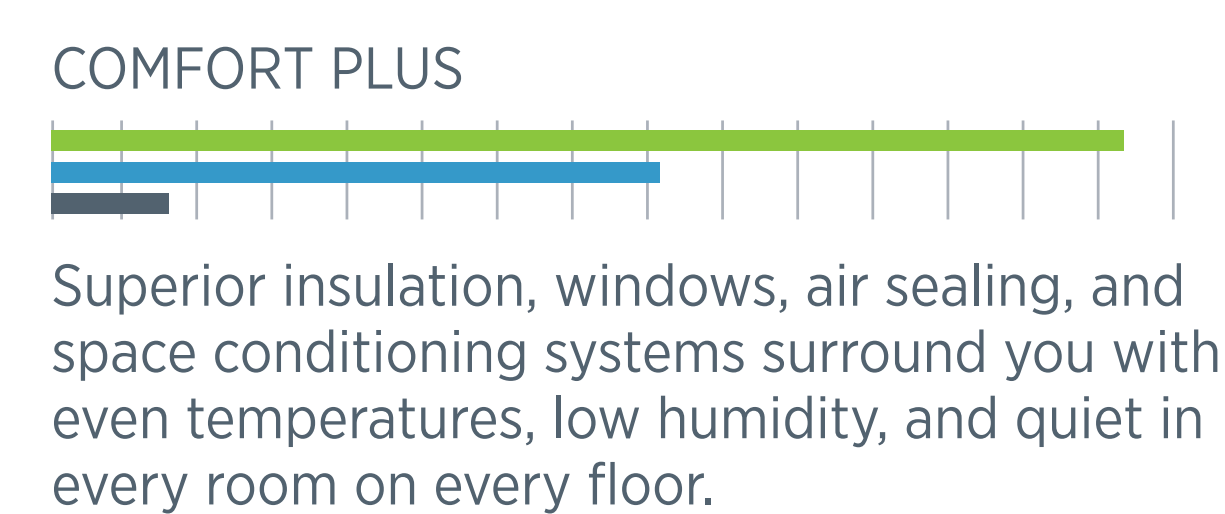 COMFORT PLUS
Superior insulation, windows, air sealing, and
space conditioning systems surround you with
even temperatures, low humidity, and quiet in
every room on every floor.